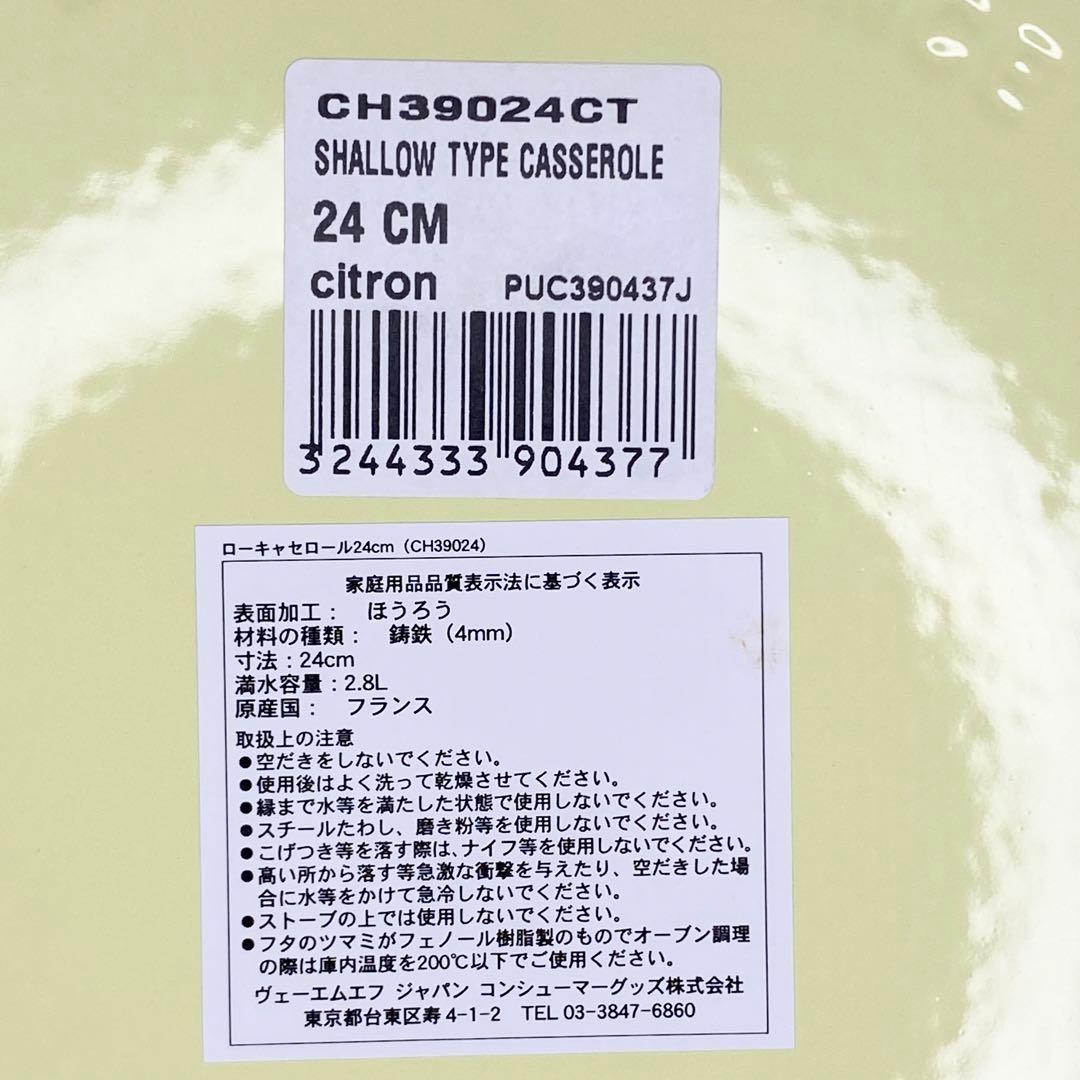 CH39024CT
SHALLOW TYPE CASSEROLE
24 CM
citron PUC390437J
3 244333 904377
ローキャセロール24cm（CH39024）
家庭用品品質表示法に基づく表示
表面加工： ほうろう
材料の種類： 鋳鉄（4mm）
寸法：24cm
満水容量：2.8L
原産国： フランス
取扱上の注意
●空だきをしないでください。
●使用後はよく洗って乾燥させてください。
●縁まで水等を満たした状態で使用しないでください。
●スチールたわし、磨き粉等を使用しないでください。
●こげつき等を落す際は、ナイフ等を使用しないでください。
●高い所から落す等急激な衝撃を与えたり、空だきした場
合に水等をかけて急冷しないでください。
●ストーブの上では使用しないでください。
●フタのツマミがフェノール樹脂製のものでオーブン調理
の際は庫内温度を200℃以下でご使用ください。
ヴェーエムエフ ジャパン コンシューマーグッズ株式会社
東京都台東区寿4-1-2 TEL 03-3847-6860